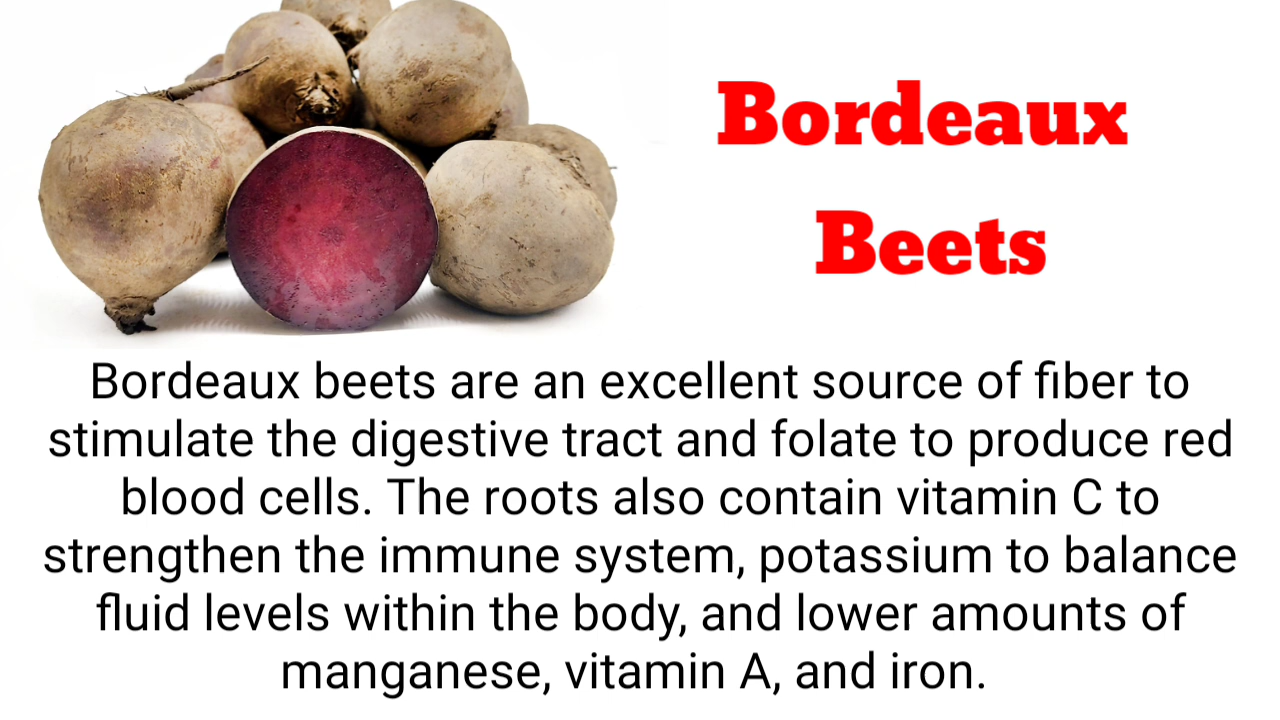 Bordeaux
Beets
Bordeaux beets are an excellent source of fiber to
stimulate the digestive tract and folate to produce red
blood cells. The roots also contain vitamin C to
strengthen the immune system, potassium to balance
fluid levels within the body, and lower amounts of
manganese, vitamin A, and iron.